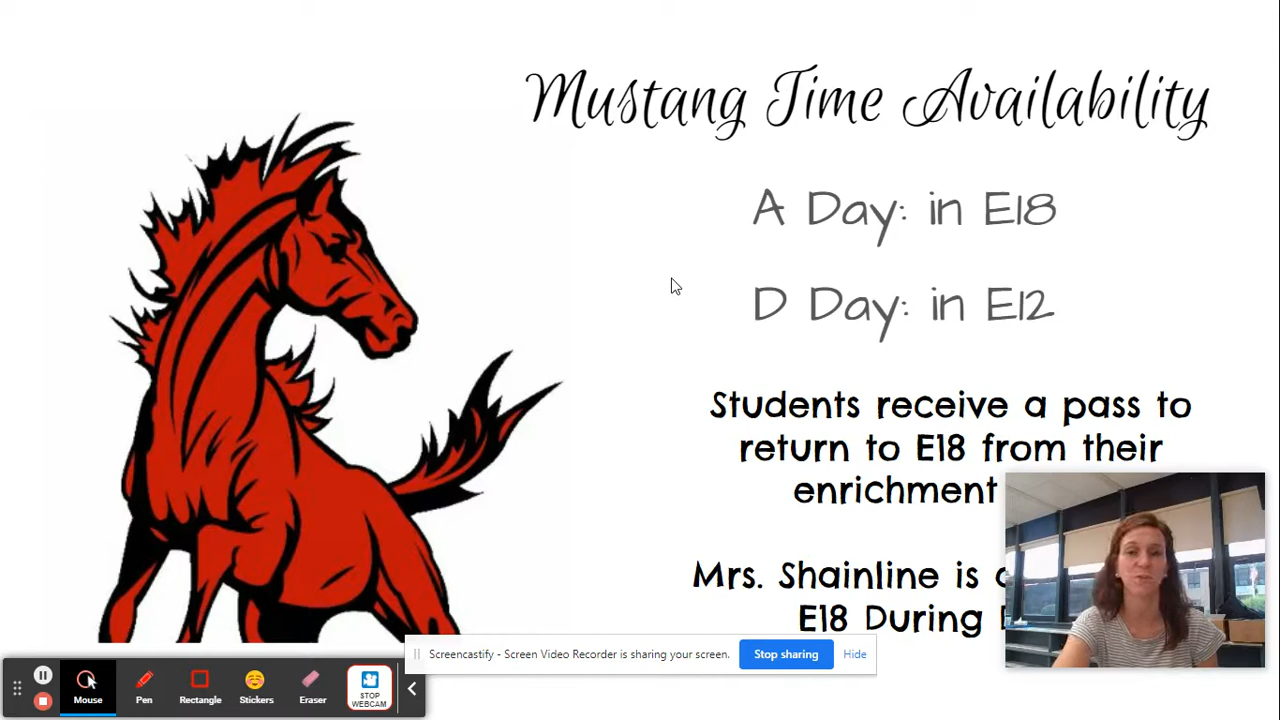 Mustang Time Availability
A Day: in E18
D Day: in E12
Students receive a pass to
return to E18 from their
enrichment
Mrs. Shainline is
E18 During
Screencastify - Screen Video Recorder is sharing your screen.
Stop sharing
Hide
Mouse
Pen
Rectangle
Stickers
Eraser
STOP
WEBCAM